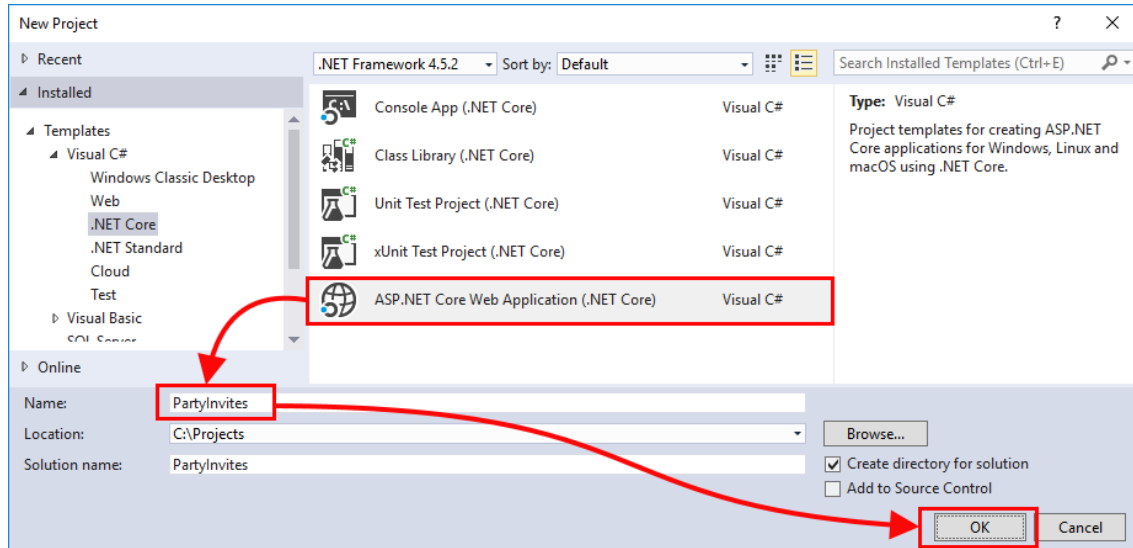 New Project
?
Recent
.NET Framework 4.5.2 Sort by: Default
Search Installed Templates (Ctrl+E)
Installed
Templates
Visual C#
Windows Classic Desktop
Web
.NET Core
.NET Standard
Cloud
Test
Visual Basic
SQL Server
Online
C:\
Console App (.NET Core) Visual C#
C#
Class Library (.NET Core) Visual C#
C#
Unit Test Project (.NET Core) Visual C#
C#
xUnit Test Project (.NET Core) Visual C#
ASP.NET Core Web Application (.NET Core) Visual C#
Type: Visual C#
Project templates for creating ASP.NET
Core applications for Windows, Linux and
macOS using .NET Core.
Name: PartyInvites
Location: C:\Projects
Browse...
Solution name: PartyInvites
Create directory for solution
Add to Source Control
OK Cancel